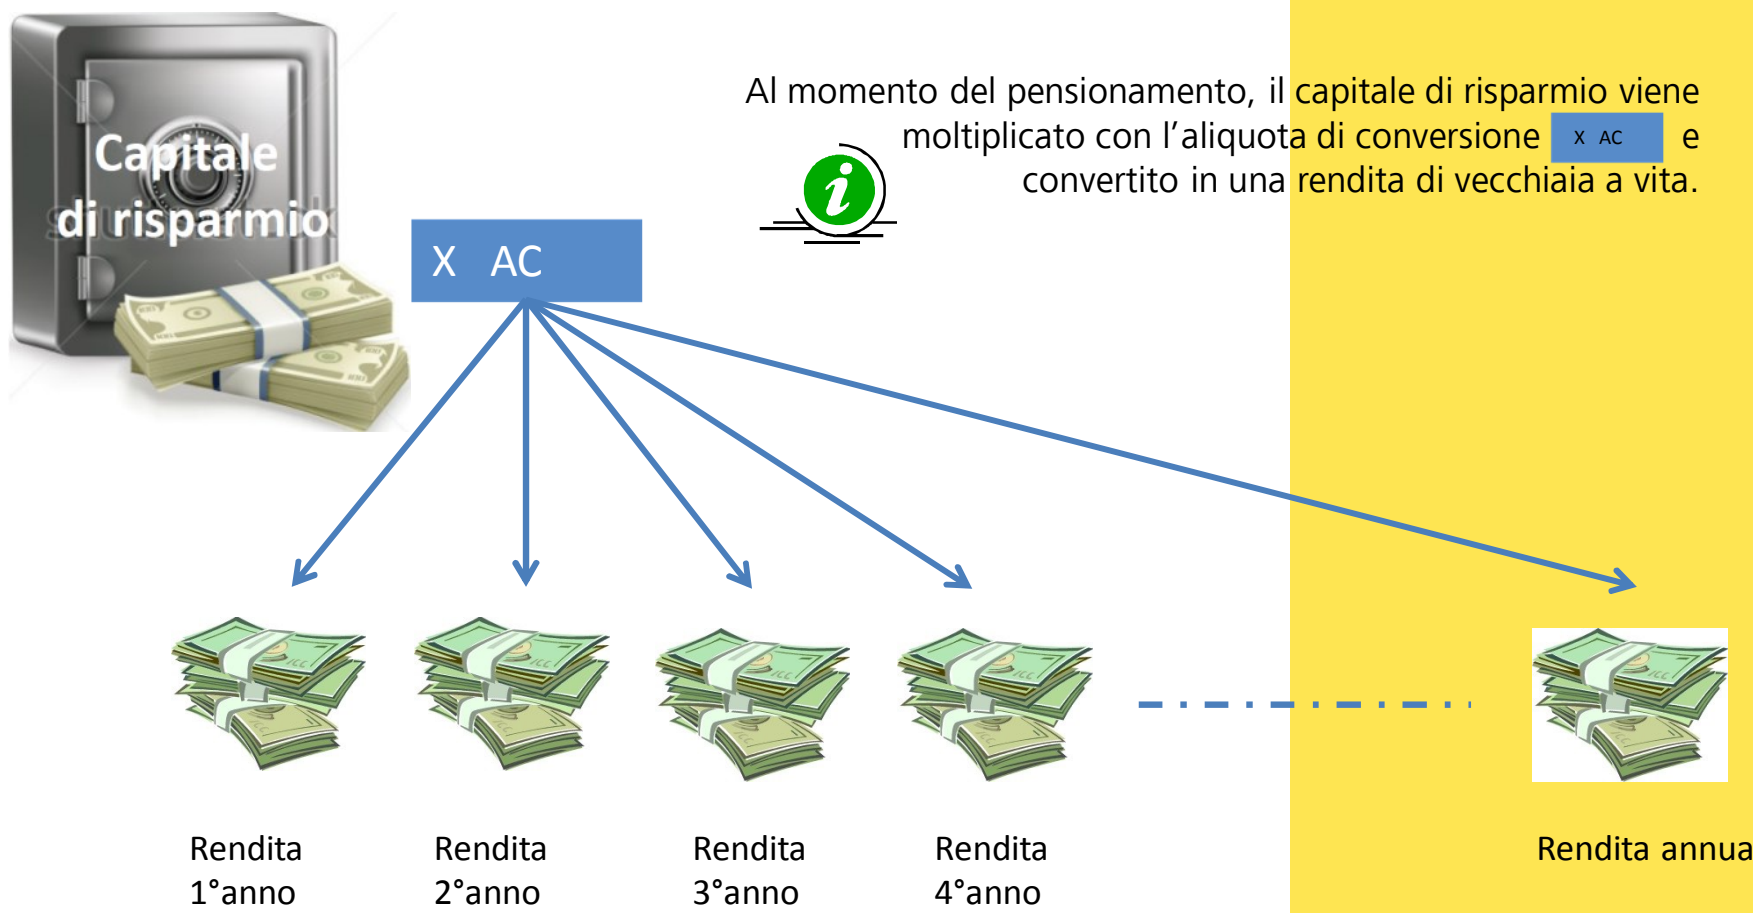 Al momento del pensionamento, il capitale di risparmio viene
moltiplicato con l’aliquota di conversione X AC e
convertito in una rendita di vecchiaia a vita.
Capitale
di risparmio
i
X AC
Rendita
1°anno
Rendita
2°anno
Rendita
3°anno
Rendita
4°anno
Rendita annua